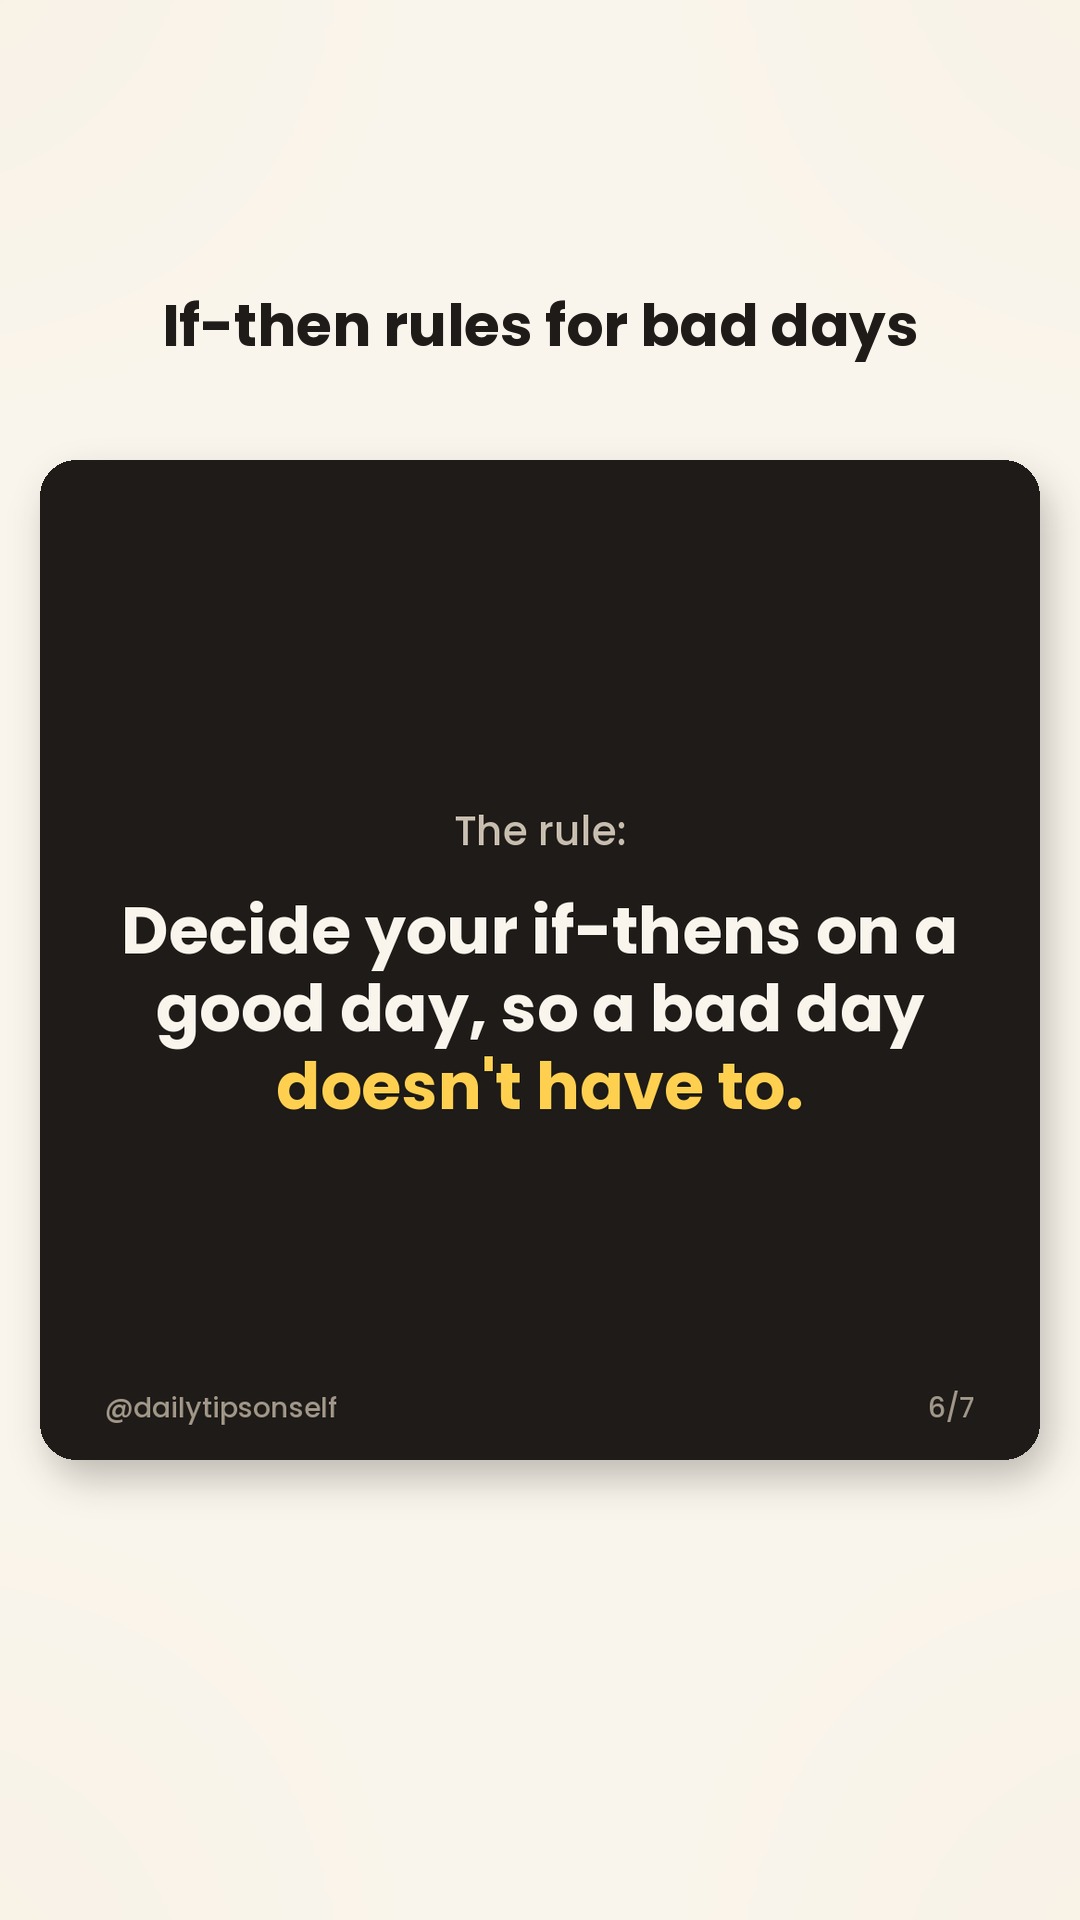 If-then rules for bad days
The rule:
Decide your if-thens on a
good day, so a bad day
doesn't have to.
@dailytipsonself
6/7